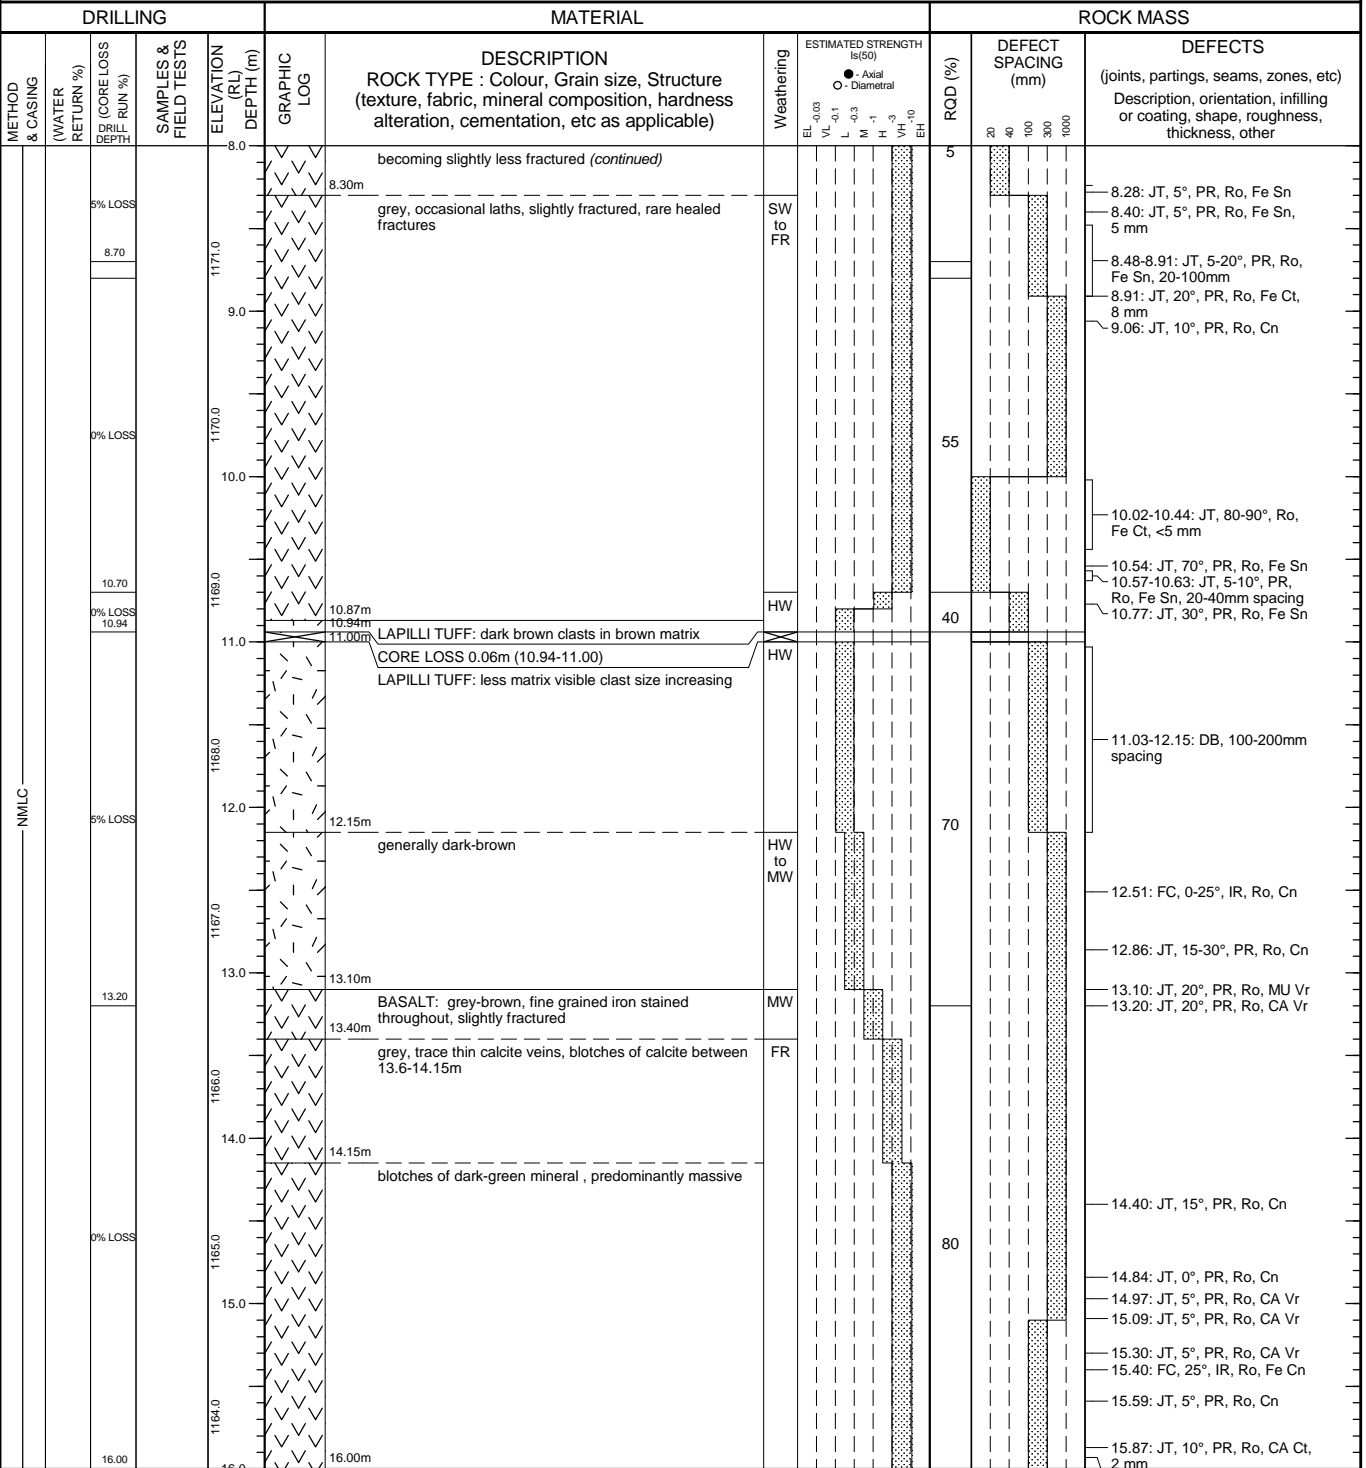 DRILLING
MATERIAL
ROCK MASS
METHOD
& CASING
(WATER
RETURN %)
(CORE LOSS
RUN %)
DRILL
DEPTH
SAMPLES &
FIELD TESTS
ELEVATION
(RL)
DEPTH (m)
GRAPHIC
LOG
DESCRIPTION
ROCK TYPE : Colour, Grain size, Structure
(texture, fabric, mineral composition, hardness
alteration, cementation, etc as applicable)
Weathering
ESTIMATED STRENGTH
Is(50)
- Axial
- Diametral
EL -0.03
VL -0.1
L -0.3
M -1
H -3
VH -10
EH
RQD (%)
DEFECT
SPACING
(mm)
20
40
100
300
1000
DEFECTS
(joints, partings, seams, zones, etc)
Description, orientation, infilling
or coating, shape, roughness,
thickness, other
NMLC
5% LOSS
8.70
0% LOSS
10.70
0% LOSS
10.94
5% LOSS
13.20
0% LOSS
16.00
8.0
1171.0
9.0
1170.0
10.0
1169.0
11.0
1168.0
12.0
1167.0
13.0
1166.0
14.0
1165.0
15.0
1164.0
16.0
becoming slightly less fractured (continued)
8.30m
grey, occasional laths, slightly fractured, rare healed
fractures
10.87m
10.94m
11.00m
LAPILLI TUFF: dark brown clasts in brown matrix
CORE LOSS 0.06m (10.94-11.00)
LAPILLI TUFF: less matrix visible clast size increasing
12.15m
generally dark-brown
13.10m
BASALT: grey-brown, fine grained iron stained
throughout, slightly fractured
13.40m
grey, trace thin calcite veins, blotches of calcite between
13.6-14.15m
14.15m
blotches of dark-green mineral , predominantly massive
16.00m
SW
to
FR
HW
HW
HW
to
MW
MW
FR
5
55
40
70
80
8.28: JT, 5°, PR, Ro, Fe Sn
8.40: JT, 5°, PR, Ro, Fe Sn,
5 mm
8.48-8.91: JT, 5-20°, PR, Ro,
Fe Sn, 20-100mm
8.91: JT, 20°, PR, Ro, Fe Ct,
8 mm
9.06: JT, 10°, PR, Ro, Cn
10.02-10.44: JT, 80-90°, Ro,
Fe Ct, <5 mm
10.54: JT, 70°, PR, Ro, Fe Sn
10.57-10.63: JT, 5-10°, PR,
Ro, Fe Sn, 20-40mm spacing
10.77: JT, 30°, PR, Ro, Fe Sn
11.03-12.15: DB, 100-200mm
spacing
12.51: FC, 0-25°, IR, Ro, Cn
12.86: JT, 15-30°, PR, Ro, Cn
13.10: JT, 20°, PR, Ro, MU Vr
13.20: JT, 20°, PR, Ro, CA Vr
14.40: JT, 15°, PR, Ro, Cn
14.84: JT, 0°, PR, Ro, Cn
14.97: JT, 5°, PR, Ro, CA Vr
15.09: JT, 5°, PR, Ro, CA Vr
15.30: JT, 5°, PR, Ro, CA Vr
15.40: FC, 25°, IR, Ro, Fe Cn
15.59: JT, 5°, PR, Ro, Cn
15.87: JT, 10°, PR, Ro, CA Ct,
2 mm